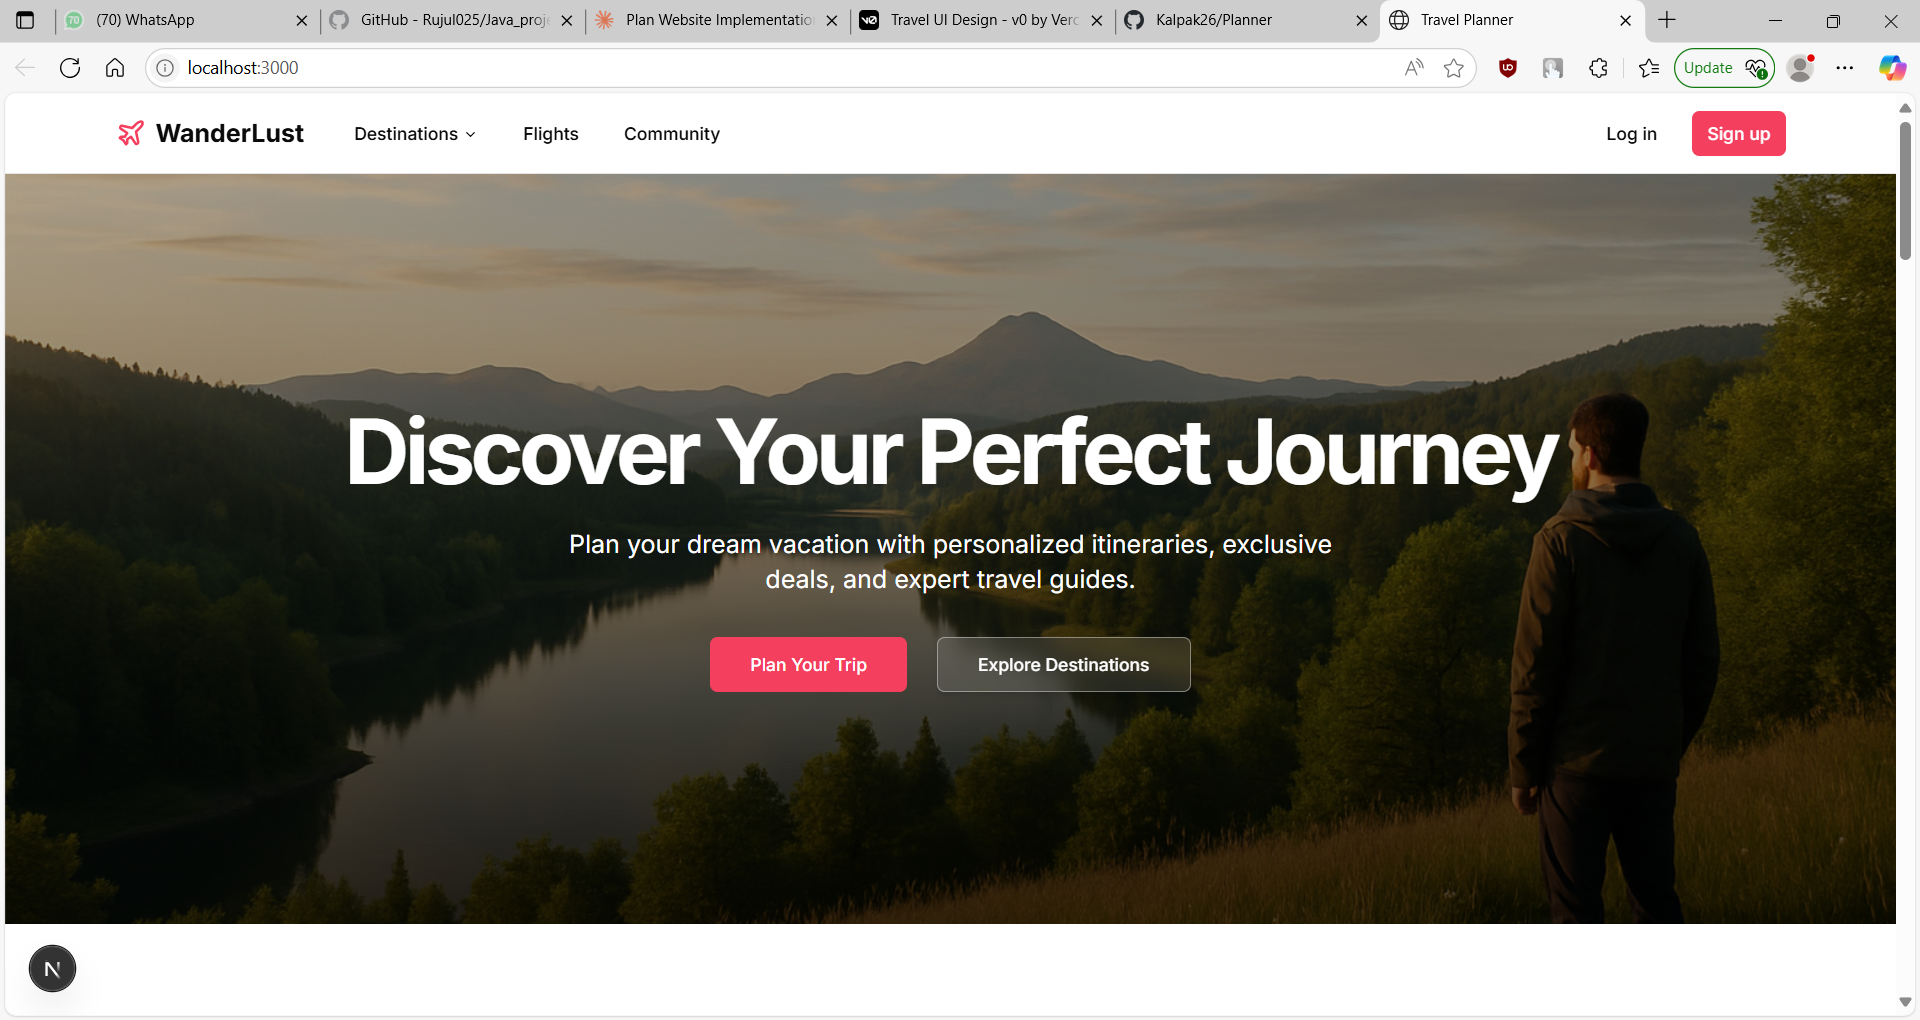 (70) WhatsApp
GitHub - Rujul025/Java_proje
Plan Website Implementatio
Travel UI Design - v0 by Verc
Kalpak26/Planner
Travel Planner
localhost:3000
Update
WanderLust
Destinations
Flights
Community
Log in
Sign up
Discover Your Perfect Journey
Plan your dream vacation with personalized itineraries, exclusive
deals, and expert travel guides.
Plan Your Trip
Explore Destinations
N